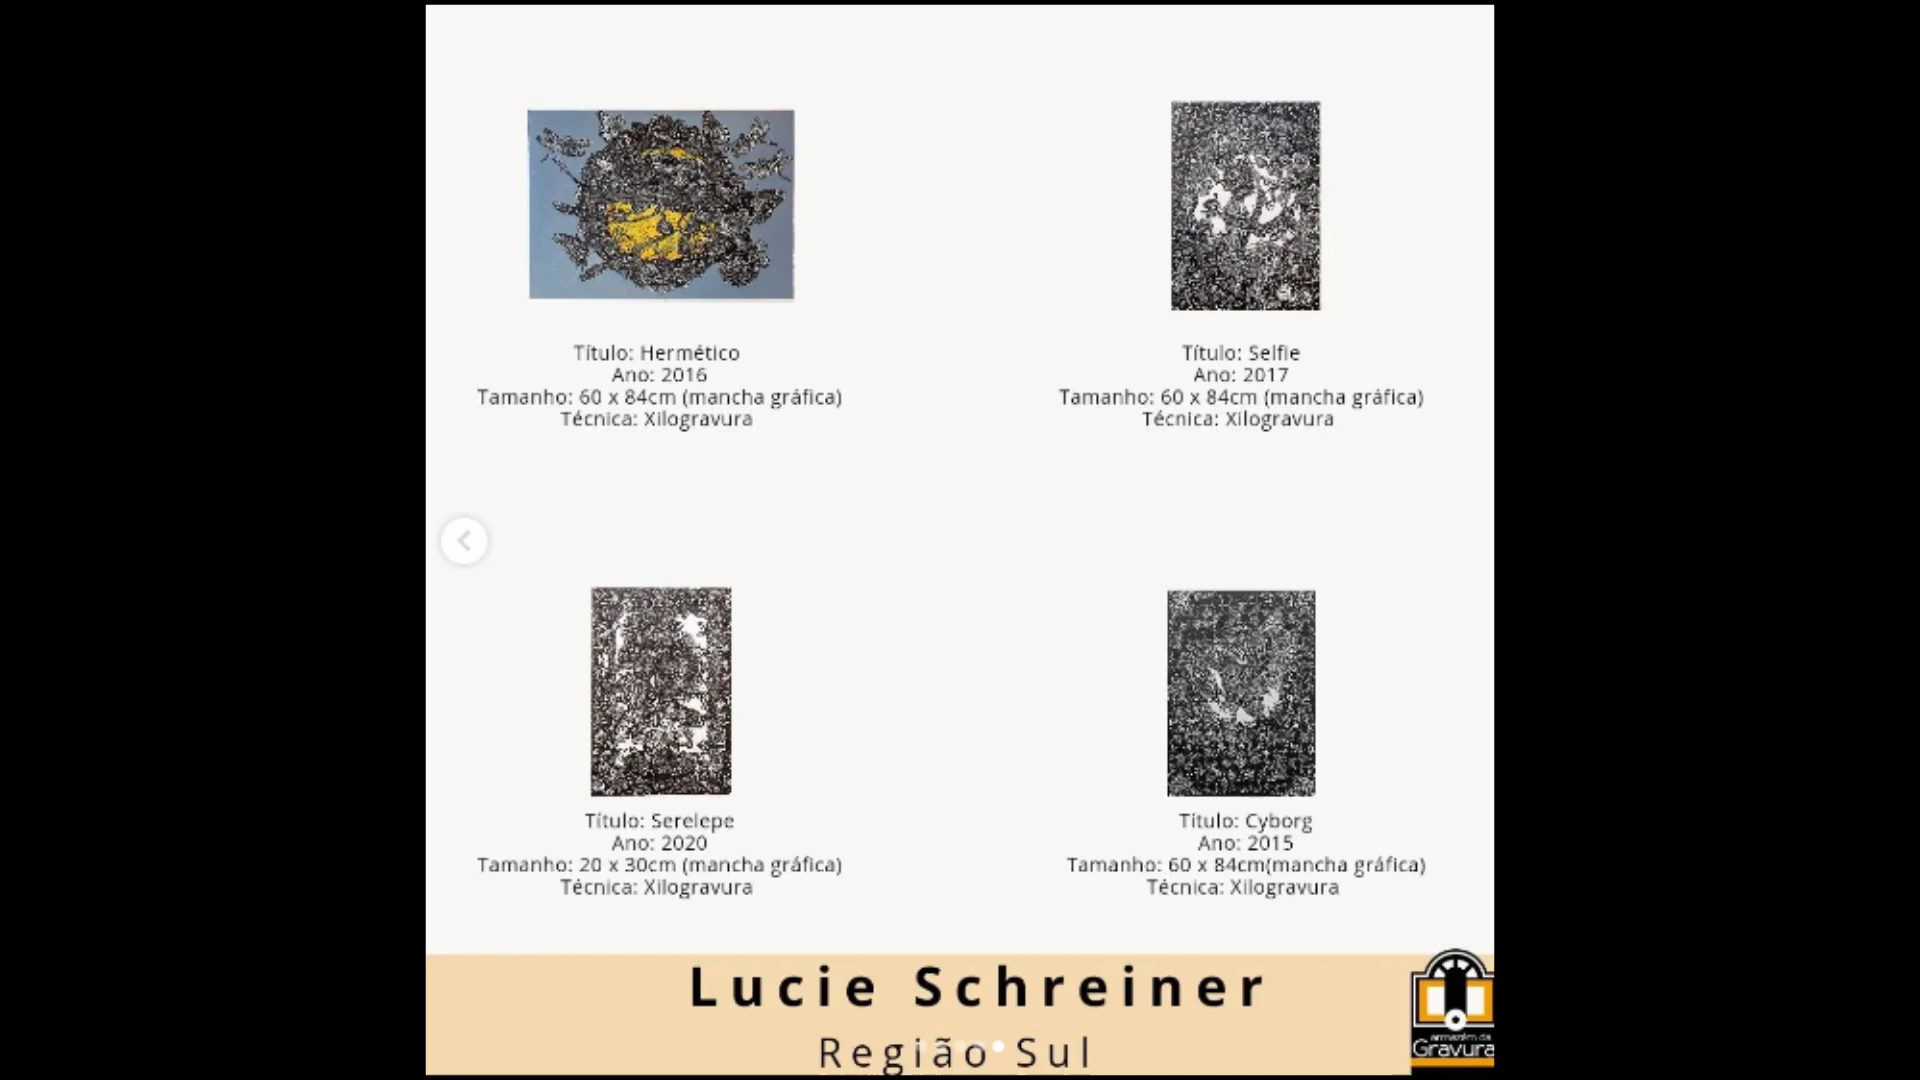 Título: Hermético
Ano: 2016
Tamanho: 60 x 84cm (mancha gráfica)
Técnica: Xilogravura
Título: Selfie
Ano: 2017
Tamanho: 60 x 84cm (mancha gráfica)
Técnica: Xilogravura
Título: Serelepe
Ano: 2020
Tamanho: 20 x 30cm (mancha gráfica)
Técnica: Xilogravura
Título: Cyborg
Ano: 2015
Tamanho: 60 x 84cm(mancha gráfica)
Técnica: Xilogravura
Lucie Schreiner
Região Sul
armazém da
Gravura